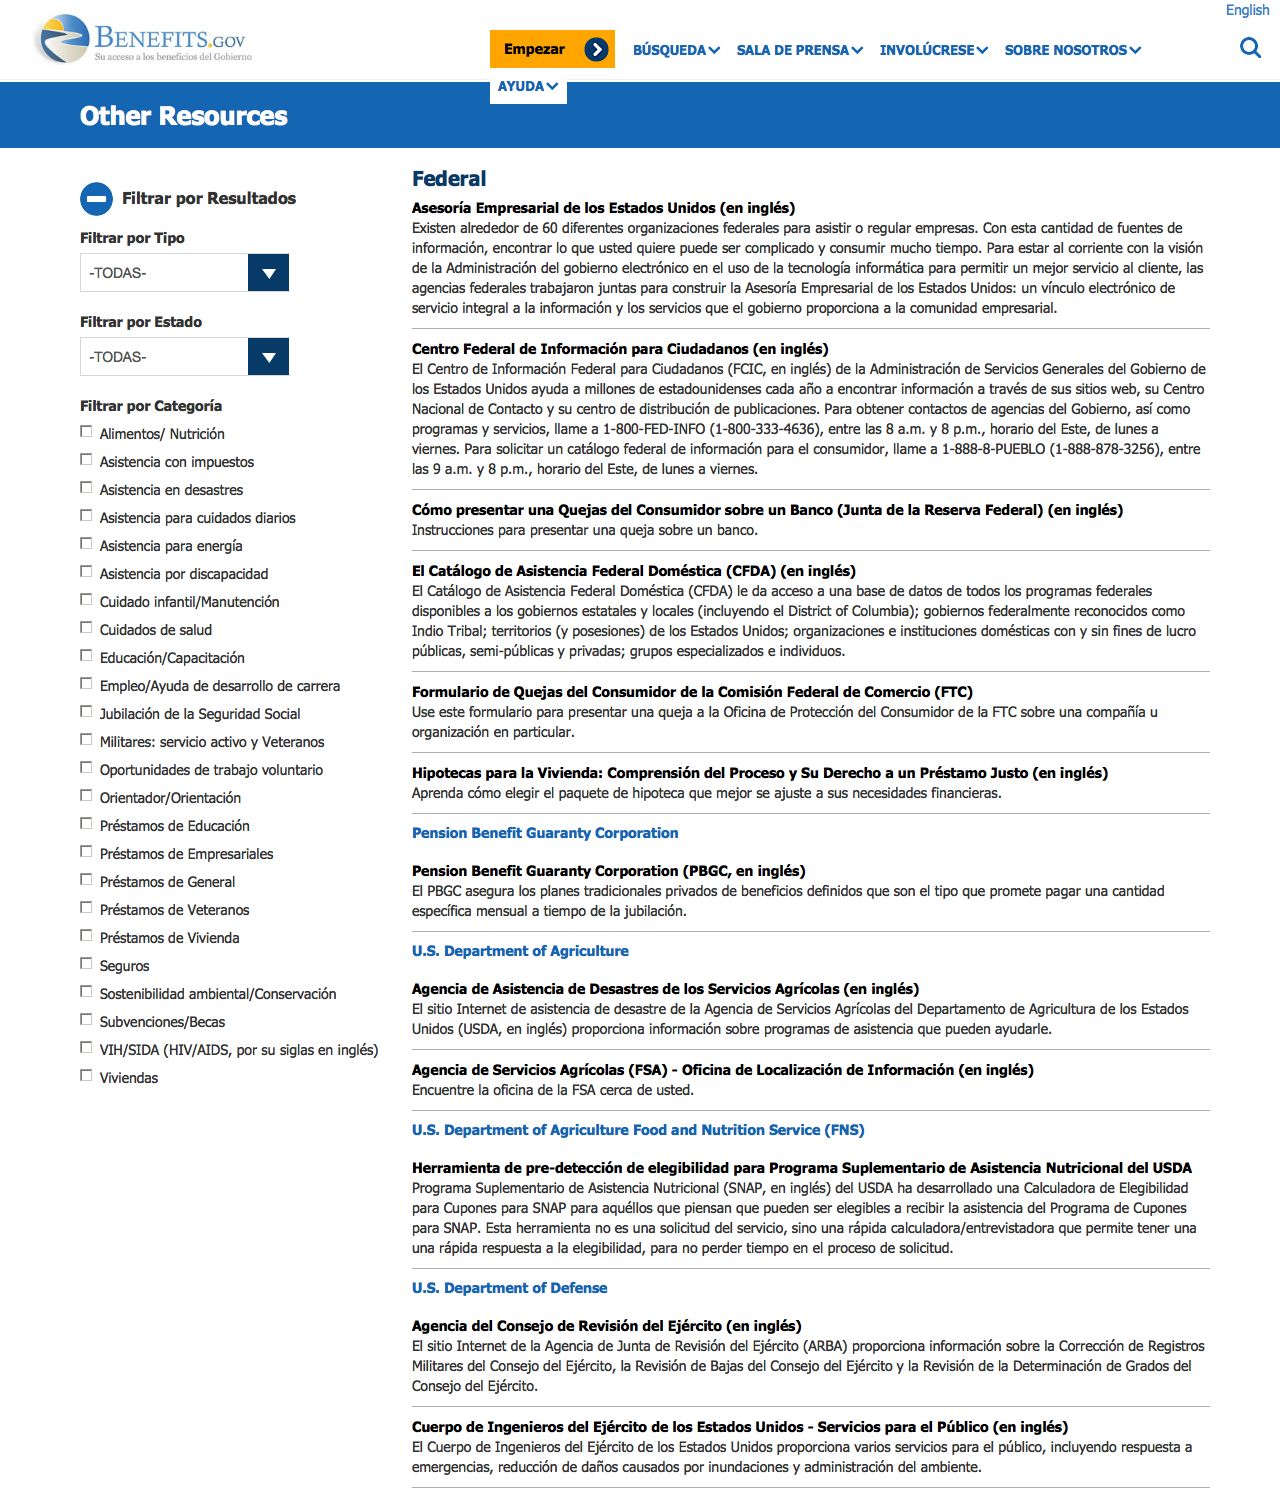 English
BENEFITS.GOV
Su acceso a los beneficios del Gobierno
Empezar
BÚSQUEDA
SALA DE PRENSA
INVOLÚCRESE
SOBRE NOSOTROS
AYUDA
Other Resources
Filtrar por Resultados
Filtrar por Tipo
-TODAS-
Filtrar por Estado
-TODAS-
Filtrar por Categoría
Alimentos/ Nutrición
Asistencia con impuestos
Asistencia en desastres
Asistencia para cuidados diarios
Asistencia para energía
Asistencia por discapacidad
Cuidado infantil/Manutención
Cuidados de salud
Educación/Capacitación
Empleo/Ayuda de desarrollo de carrera
Jubilación de la Seguridad Social
Militares: servicio activo y Veteranos
Oportunidades de trabajo voluntario
Orientador/Orientación
Préstamos de Educación
Préstamos de Empresariales
Préstamos de General
Préstamos de Veteranos
Préstamos de Vivienda
Seguros
Sostenibilidad ambiental/Conservación
Subvenciones/Becas
VIH/SIDA (HIV/AIDS, por su siglas en inglés)
Viviendas
Federal
Asesoría Empresarial de los Estados Unidos (en inglés)
Existen alrededor de 60 diferentes organizaciones federales para asistir o regular empresas. Con esta cantidad de fuentes de
información, encontrar lo que usted quiere puede ser complicado y consumir mucho tiempo. Para estar al corriente con la visión
de la Administración del gobierno electrónico en el uso de la tecnología informática para permitir un mejor servicio al cliente, las
agencias federales trabajaron juntas para construir la Asesoría Empresarial de los Estados Unidos: un vínculo electrónico de
servicio integral a la información y los servicios que el gobierno proporciona a la comunidad empresarial.
Centro Federal de Información para Ciudadanos (en inglés)
El Centro de Información Federal para Ciudadanos (FCIC, en inglés) de la Administración de Servicios Generales del Gobierno de
los Estados Unidos ayuda a millones de estadounidenses cada año a encontrar información a través de sus sitios web, su Centro
Nacional de Contacto y su centro de distribución de publicaciones. Para obtener contactos de agencias del Gobierno, así como
programas y servicios, llame a 1-800-FED-INFO (1-800-333-4636), entre las 8 a.m. y 8 p.m., horario del Este, de lunes a
viernes. Para solicitar un catálogo federal de información para el consumidor, llame a 1-888-8-PUEBLO (1-888-878-3256), entre
las 9 a.m. y 8 p.m., horario del Este, de lunes a viernes.
Cómo presentar una Quejas del Consumidor sobre un Banco (Junta de la Reserva Federal) (en inglés)
Instrucciones para presentar una queja sobre un banco.
El Catálogo de Asistencia Federal Doméstica (CFDA) (en inglés)
El Catálogo de Asistencia Federal Doméstica (CFDA) le da acceso a una base de datos de todos los programas federales
disponibles a los gobiernos estatales y locales (incluyendo el District of Columbia); gobiernos federalmente reconocidos como
Indio Tribal; territorios (y posesiones) de los Estados Unidos; organizaciones e instituciones domésticas con y sin fines de lucro
públicas, semi-públicas y privadas; grupos especializados e individuos.
Formulario de Quejas del Consumidor de la Comisión Federal de Comercio (FTC)
Use este formulario para presentar una queja a la Oficina de Protección del Consumidor de la FTC sobre una compañía u
organización en particular.
Hipotecas para la Vivienda: Comprensión del Proceso y Su Derecho a un Préstamo Justo (en inglés)
Aprenda cómo elegir el paquete de hipoteca que mejor se ajuste a sus necesidades financieras.
Pension Benefit Guaranty Corporation
Pension Benefit Guaranty Corporation (PBGC, en inglés)
El PBGC asegura los planes tradicionales privados de beneficios definidos que son el tipo que promete pagar una cantidad
específica mensual a tiempo de la jubilación.
U.S. Department of Agriculture
Agencia de Asistencia de Desastres de los Servicios Agrícolas (en inglés)
El sitio Internet de asistencia de desastre de la Agencia de Servicios Agrícolas del Departamento de Agricultura de los Estados
Unidos (USDA, en inglés) proporciona información sobre programas de asistencia que pueden ayudarle.
Agencia de Servicios Agrícolas (FSA) - Oficina de Localización de Información (en inglés)
Encuentre la oficina de la FSA cerca de usted.
U.S. Department of Agriculture Food and Nutrition Service (FNS)
Herramienta de pre-detección de elegibilidad para Programa Suplementario de Asistencia Nutricional del USDA
Programa Suplementario de Asistencia Nutricional (SNAP, en inglés) del USDA ha desarrollado una Calculadora de Elegibilidad
para Cupones para SNAP para aquéllos que piensan que pueden ser elegibles a recibir la asistencia del Programa de Cupones
para SNAP. Esta herramienta no es una solicitud del servicio, sino una rápida calculadora/entrevistadora que permite tener una
una rápida respuesta a la elegibilidad, para no perder tiempo en el proceso de solicitud.
U.S. Department of Defense
Agencia del Consejo de Revisión del Ejército (en inglés)
El sitio Internet de la Agencia de Junta de Revisión del Ejército (ARBA) proporciona información sobre la Corrección de Registros
Militares del Consejo del Ejército, la Revisión de Bajas del Consejo del Ejército y la Revisión de la Determinación de Grados del
Consejo del Ejército.
Cuerpo de Ingenieros del Ejército de los Estados Unidos - Servicios para el Público (en inglés)
El Cuerpo de Ingenieros del Ejército de los Estados Unidos proporciona varios servicios para el público, incluyendo respuesta a
emergencias, reducción de daños causados por inundaciones y administración del ambiente.